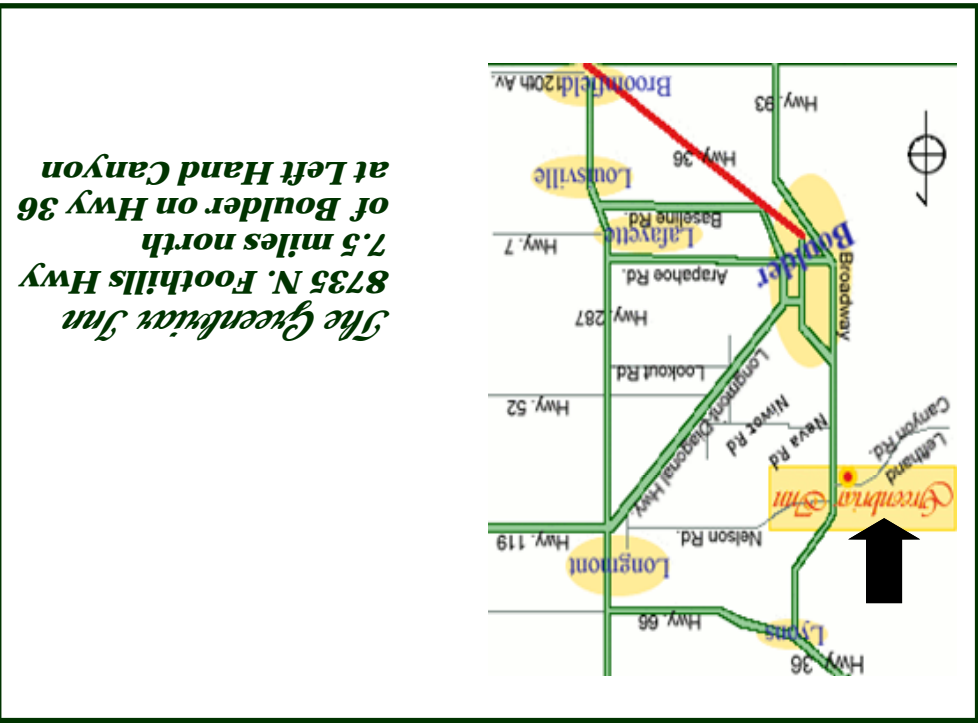 The Greenbriar Inn
8735 N. Foothills Hwy
7.5 miles north
of Boulder on Hwy 36
at Left Hand Canyon
Hwy 36
Lyons
Hwy. 66
Longmont
Nelson Rd.
Hwy. 119
Greenbriar Inn
Lefthand
Canyon Rd.
Neva Rd
Niwot Rd
Longmont Diagonal Hwy.
Hwy. 52
Lookout Rd.
Hwy. 287
Broadway
Boulder
Arapahoe Rd.
Hwy. 7
Lafayette
Baseline Rd.
Louisville
Hwy. 36
Hwy. 93
Broomfield
120th Av.